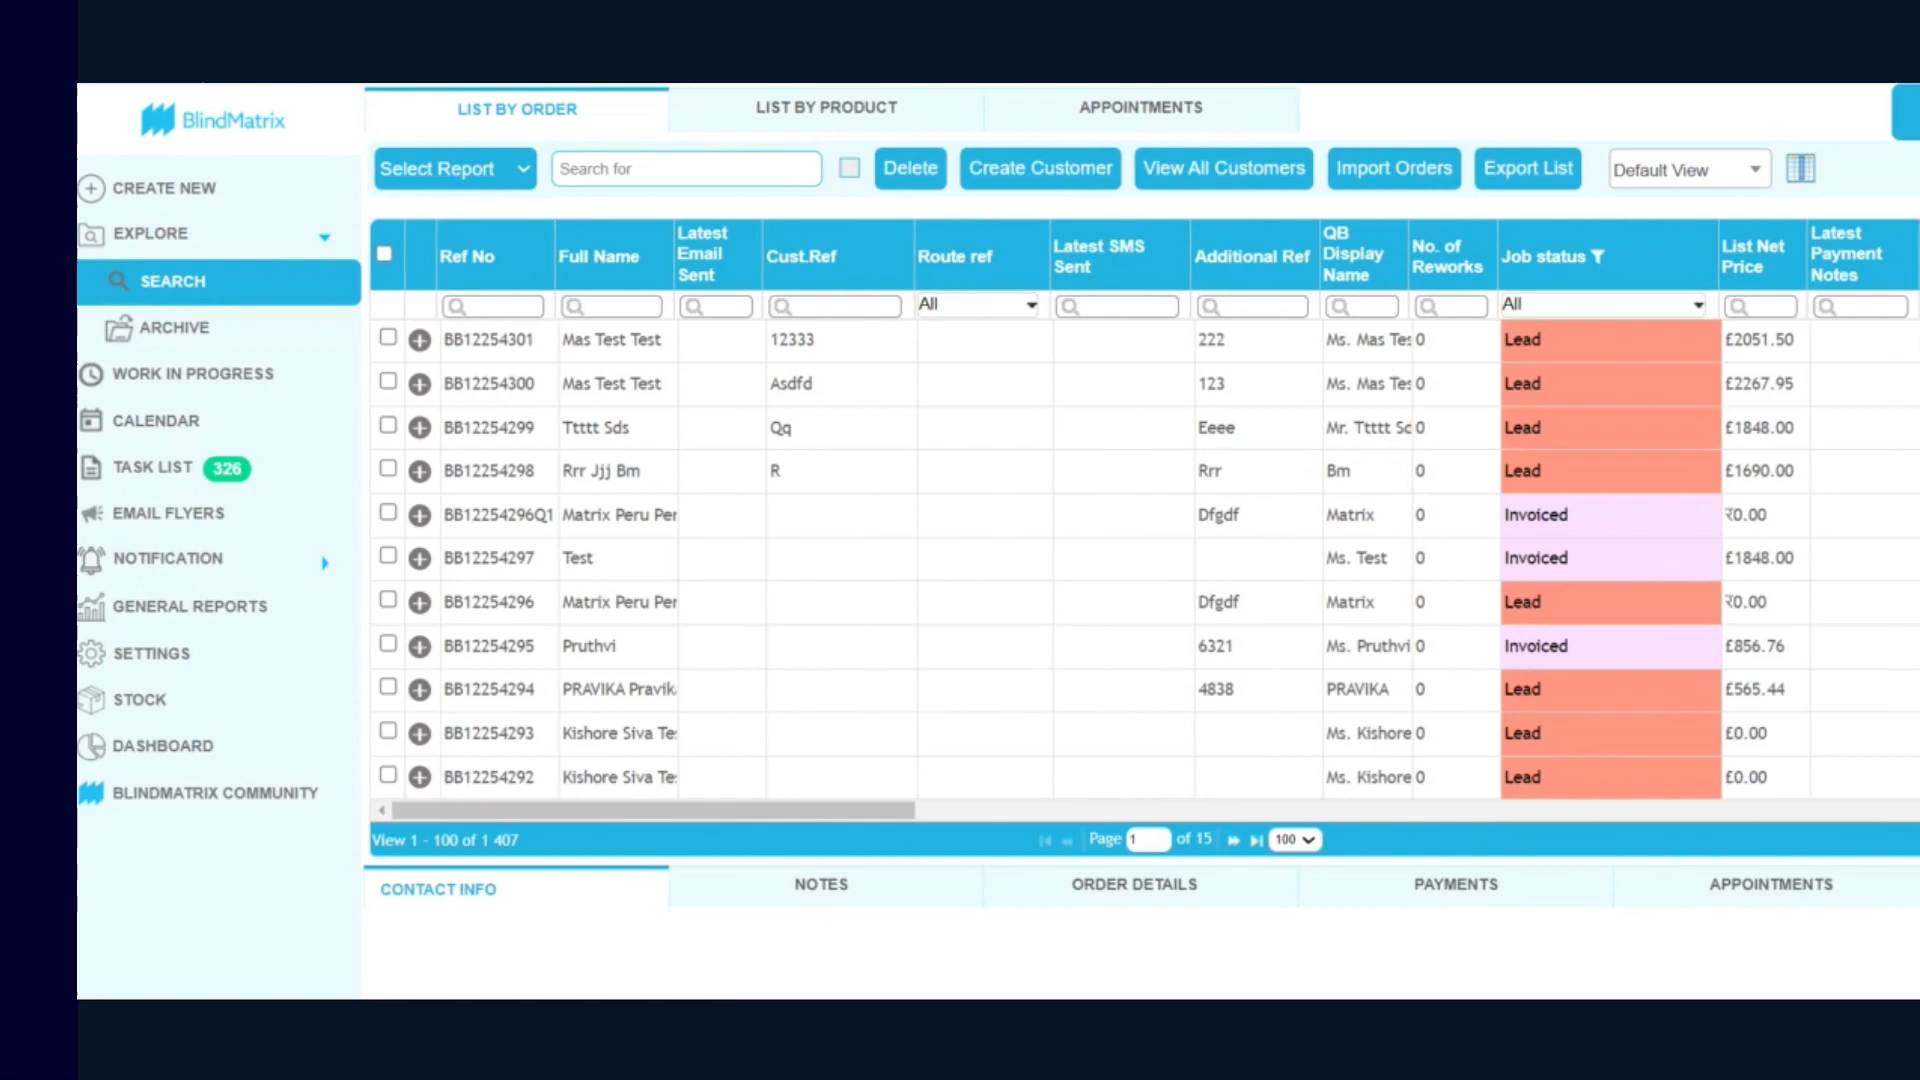 BlindMatrix
LIST BY ORDER
LIST BY PRODUCT
APPOINTMENTS
Select Report
Search for
Delete
Create Customer
View All Customers
Import Orders
Export List
Default View
CREATE NEW
EXPLORE
SEARCH
ARCHIVE
WORK IN PROGRESS
CALENDAR
TASK LIST 326
EMAIL FLYERS
NOTIFICATION
GENERAL REPORTS
SETTINGS
STOCK
DASHBOARD
BLINDMATRIX COMMUNITY
Ref No
Full Name
Latest
Email
Sent
Cust.Ref
Route ref
Latest SMS
Sent
Additional Ref
QB
Display
Name
No. of
Reworks
Job status
List Net
Price
Latest
Payment
Notes
All
All
BB12254301 Mas Test Test 12333 222 Ms. Mas Tes 0 Lead £2051.50
BB12254300 Mas Test Test Asdfd 123 Ms. Mas Tes 0 Lead £2267.95
BB12254299 Ttttt Sds Qq Eeee Mr. Ttttt Sd 0 Lead £1848.00
BB12254298 Rrr Jjj Bm R Rrr Bm 0 Lead £1690.00
BB12254296Q1 Matrix Peru Per Dfgdf Matrix 0 Invoiced ₹0.00
BB12254297 Test Ms. Test 0 Invoiced £1848.00
BB12254296 Matrix Peru Per Dfgdf Matrix 0 Lead ₹0.00
BB12254295 Pruthvi 6321 Ms. Pruthvi 0 Invoiced £856.76
BB12254294 PRAVIKA Pravik 4838 PRAVIKA 0 Lead £565.44
BB12254293 Kishore Siva Te Ms. Kishore 0 Lead £0.00
BB12254292 Kishore Siva Te Ms. Kishore 0 Lead £0.00
View 1 - 100 of 1 407
Page 1 of 15
100
CONTACT INFO
NOTES
ORDER DETAILS
PAYMENTS
APPOINTMENTS